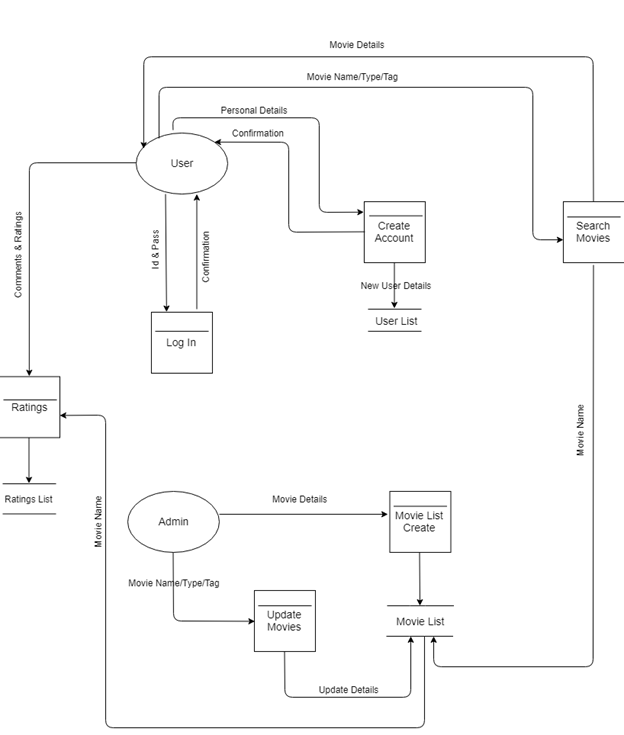 Movie Details
Movie Name/Type/Tag
Personal Details
Confirmation
User
Create
Account
Search
Movies
Comments & Ratings
Id & Pass
Confirmation
New User Details
User List
Log In
Ratings
Ratings List
Movie Name
Movie Name
Admin
Movie Details
Movie List
Create
Movie Name/Type/Tag
Update
Movies
Movie List
Update Details